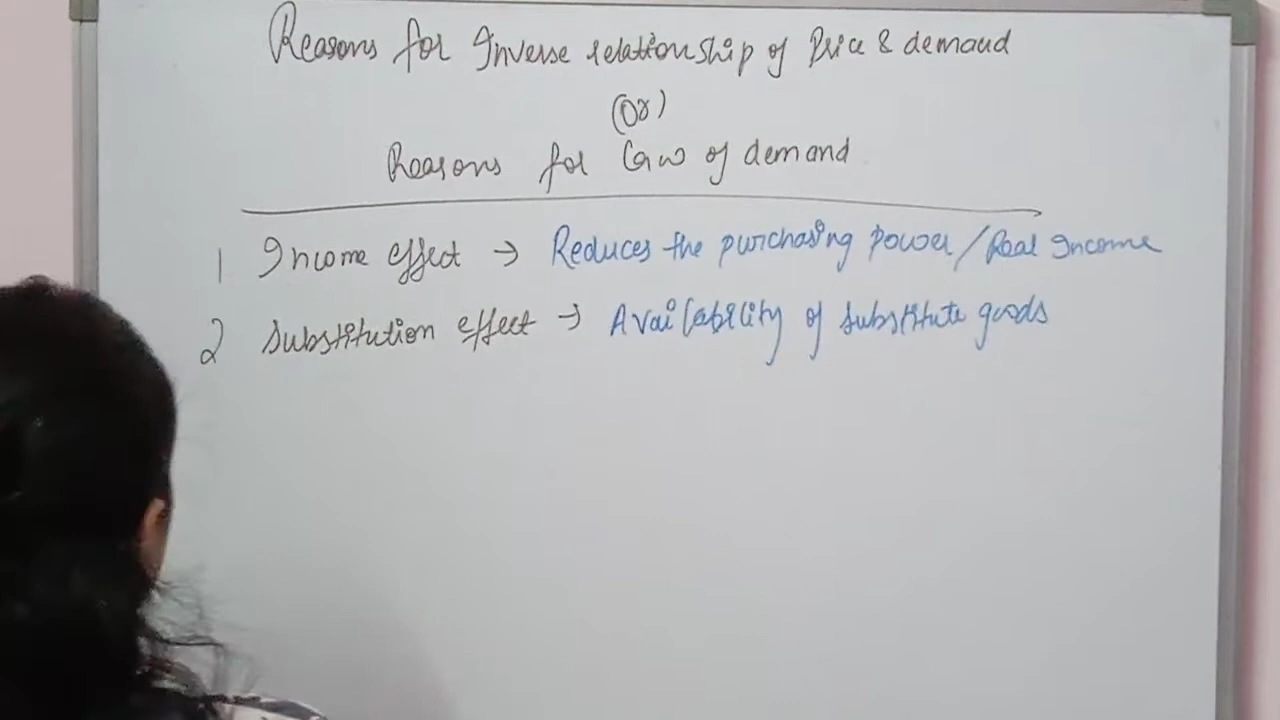 Reasons for Inverse relationship of Price & demand
(Or)
Reasons for Law of demand
1 Income effect → Reduces the purchasing power/Real Income
2 Substitution effect → Availability of substitute goods